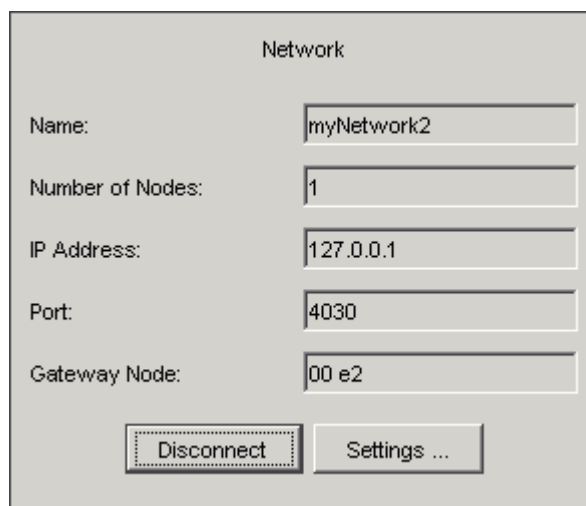 Network
Name: myNetwork2
Number of Nodes: 1
IP Address: 127.0.0.1
Port: 4030
Gateway Node: 00 e2
Disconnect Settings ...